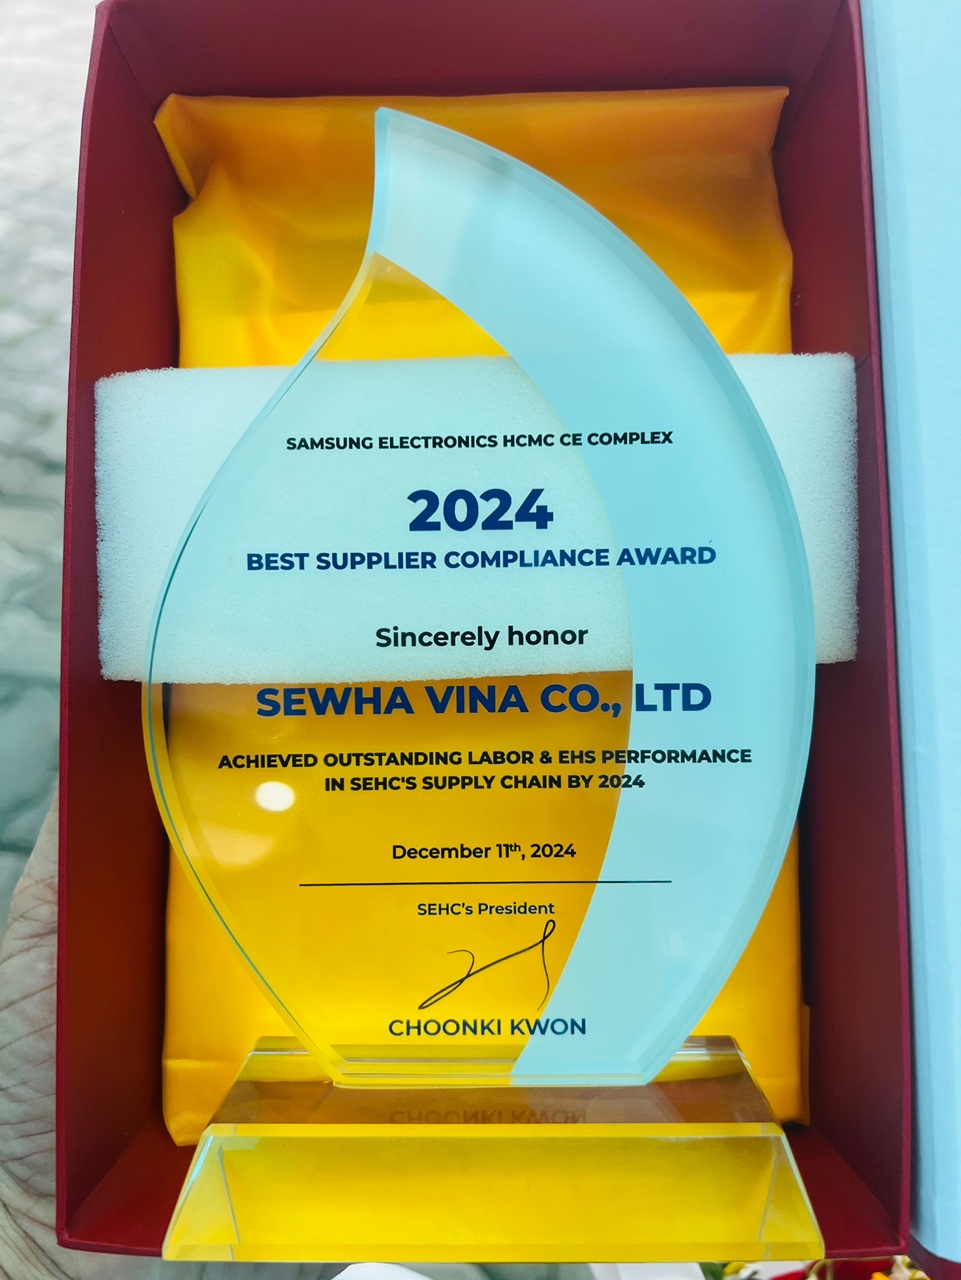 SAMSUNG ELECTRONICS HCMC CE COMPLEX
2024
BEST SUPPLIER COMPLIANCE AWARD
Sincerely honor
SEWHA VINA CO., LTD
ACHIEVED OUTSTANDING LABOR & EHS PERFORMANCE
IN SEHC'S SUPPLY CHAIN BY 2024
December 11th, 2024
SEHC's President
CHOONKI KWON